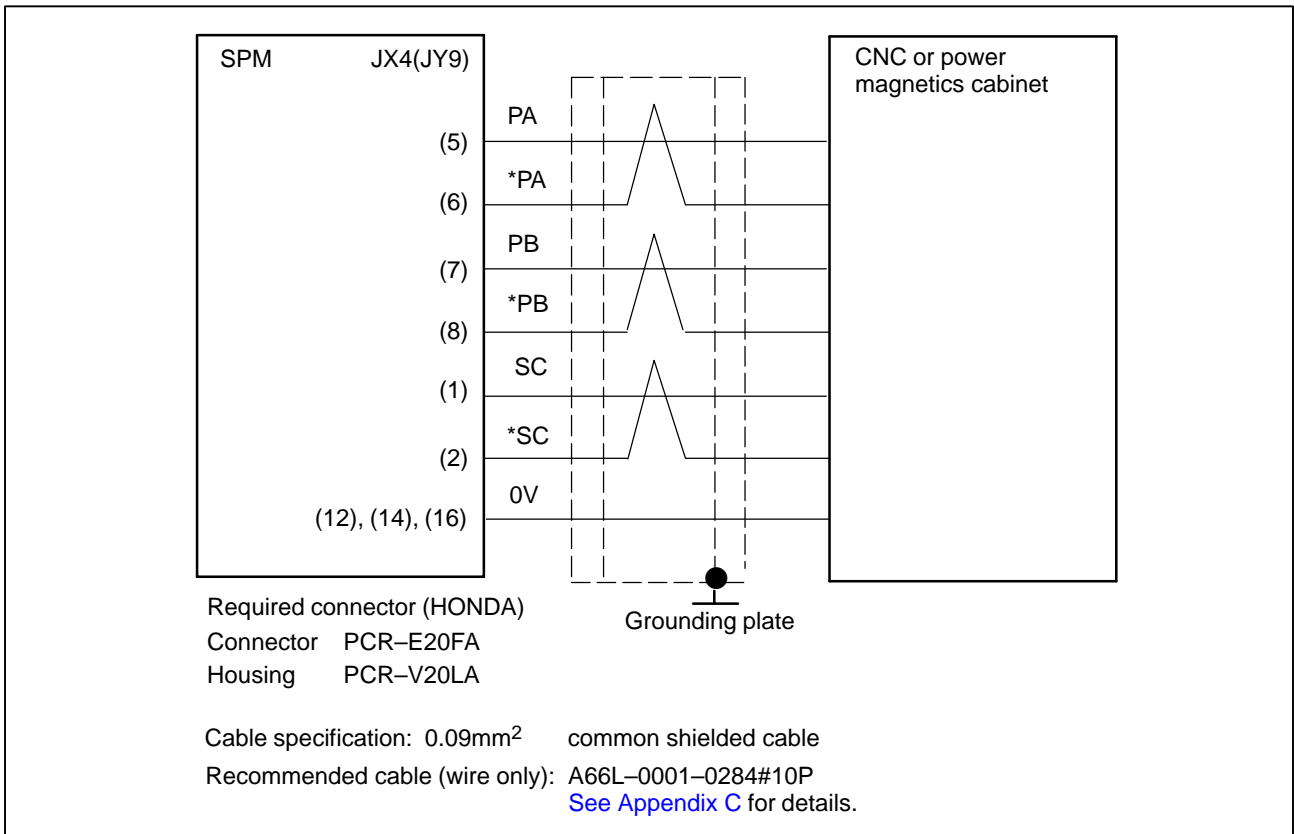 SPM JX4(JY9)
CNC or power
magnetics cabinet
PA
(5)
*PA
(6)
PB
(7)
*PB
(8)
SC
(1)
*SC
(2)
0V
(12), (14), (16)
Grounding plate
Required connector (HONDA)
Connector PCR–E20FA
Housing PCR–V20LA
Cable specification: 0.09mm2 common shielded cable
Recommended cable (wire only): A66L–0001–0284#10P
See Appendix C for details.